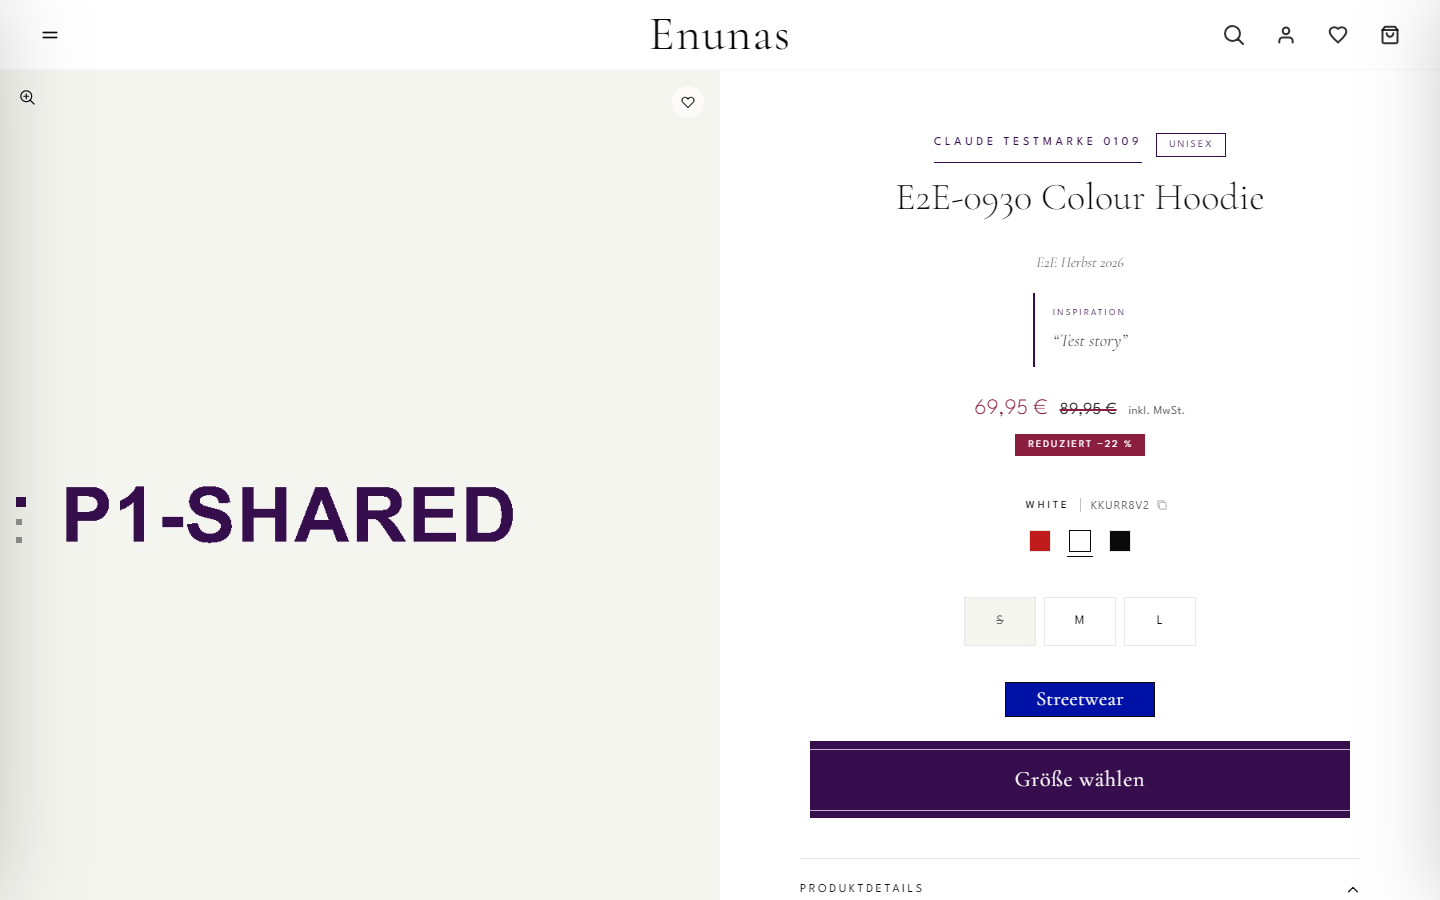 Enunas
CLAUDE TESTMARKE 0109
UNISEX
E2E-0930 Colour Hoodie
E2E Herbst 2026
INSPIRATION
“Test story”
69,95 € 89,95 € inkl. MwSt.
REDUZIERT −22 %
WHITE | KKURR8V2
P1-SHARED
S M L
Streetwear
Größe wählen
PRODUKTDETAILS